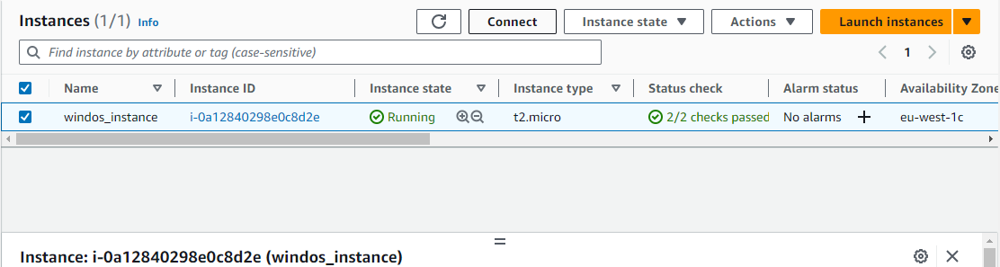 Instances (1/1) Info Connect Instance state Actions Launch instances
Find instance by attribute or tag (case-sensitive) 1
Name Instance ID Instance state Instance type Status check Alarm status Availability Zone
windos_instance i-0a12840298e0c8d2e Running t2.micro 2/2 checks passed No alarms + eu-west-1c
Instance: i-0a12840298e0c8d2e (windos_instance)